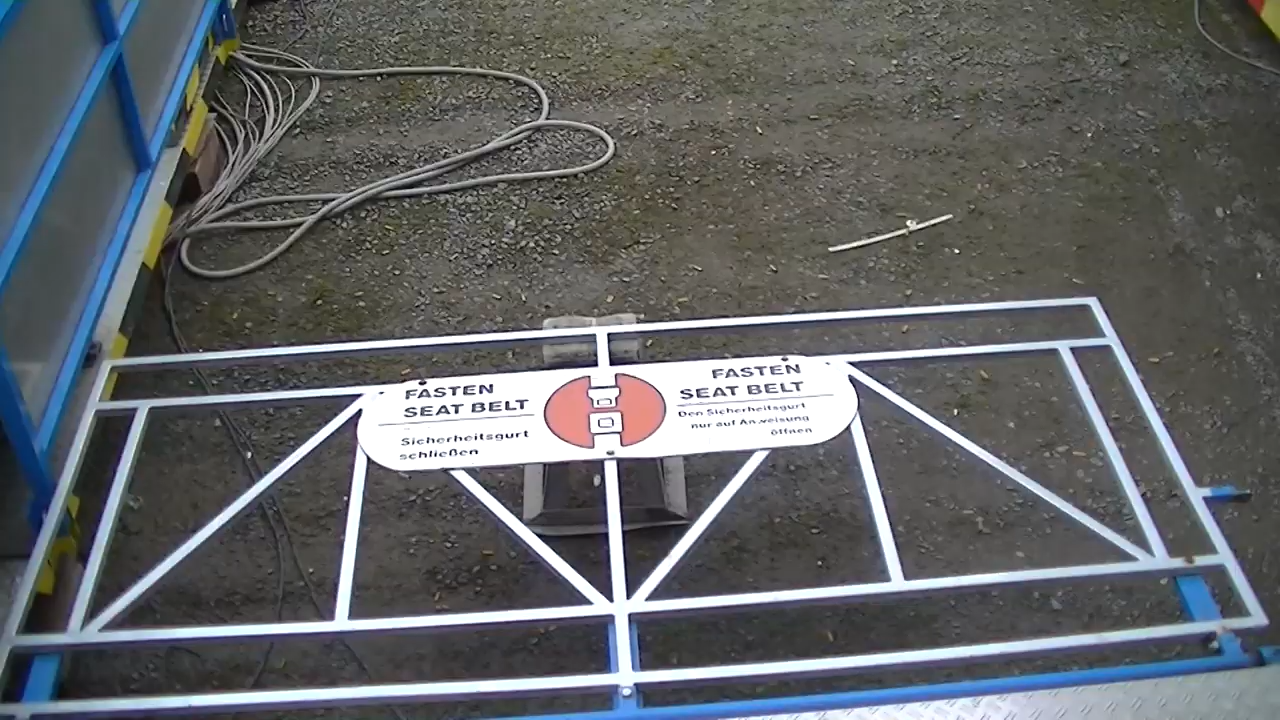 FASTEN
SEAT BELT
Sicherheitsgurt
schließen
FASTEN
SEAT BELT
Den Sicherheitsgurt
nur auf Anweisung
öffnen